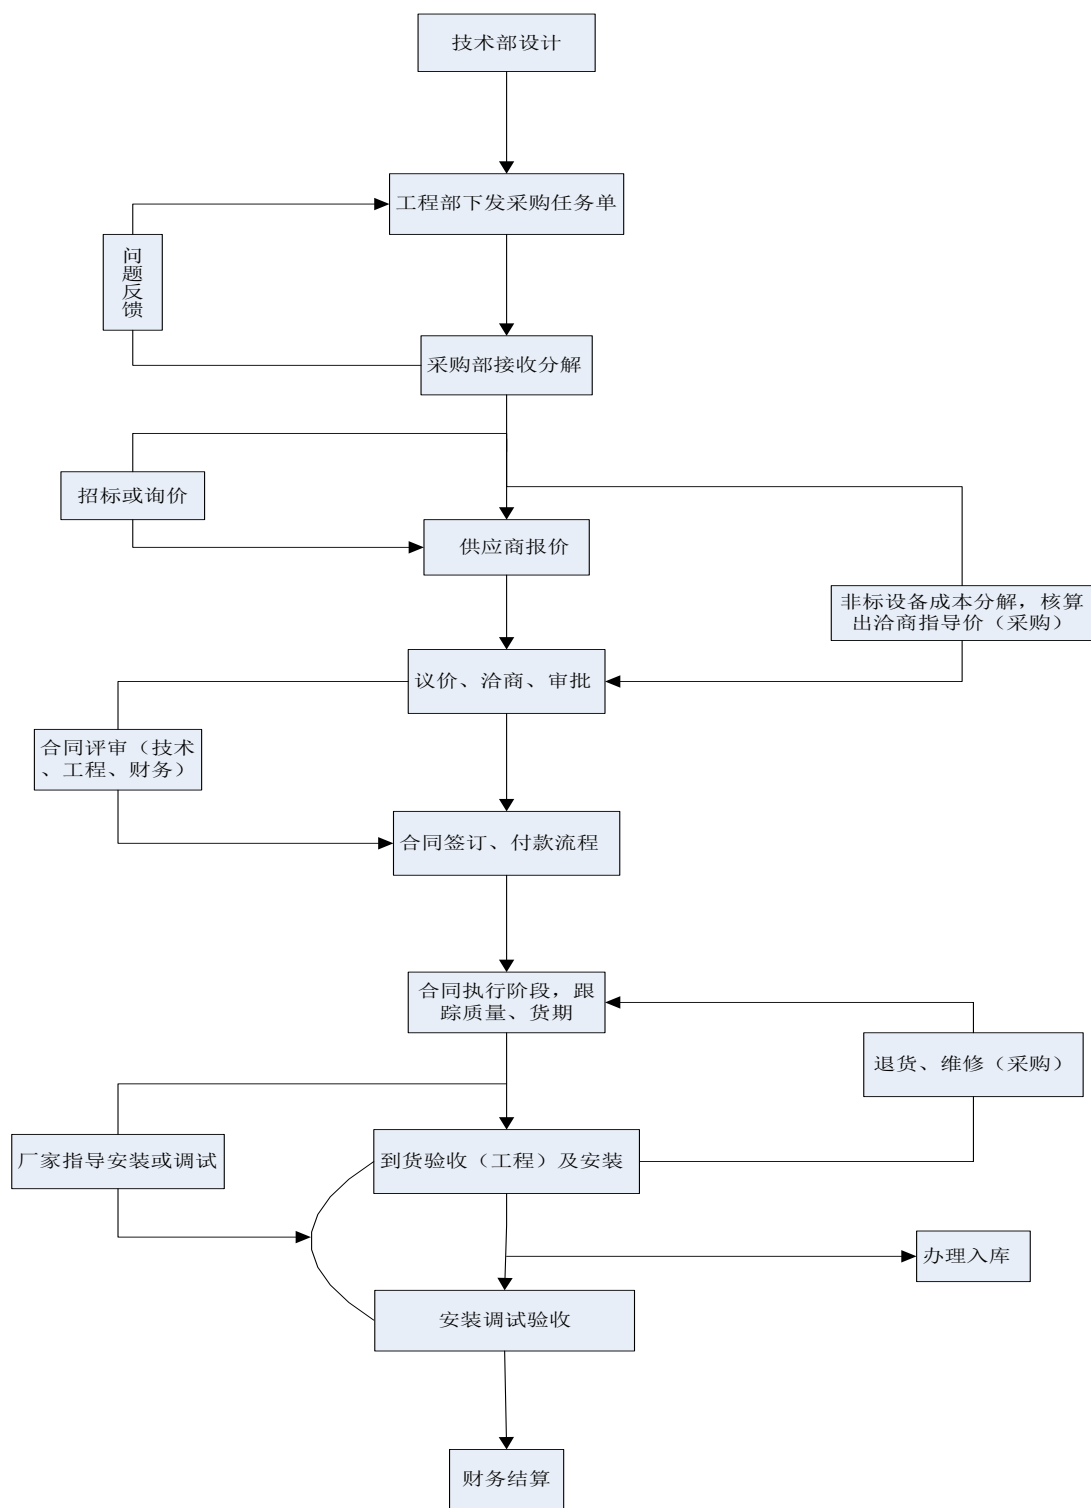 技术部设计
工程部下发采购任务单
问
题
反
馈
采购部接收分解
招标或询价
供应商报价
非标设备成本分解，核算
出洽商指导价（采购）
议价、洽商、审批
合同评审（技术
、工程、财务）
合同签订、付款流程
合同执行阶段，跟
踪质量、货期
退货、维修（采购）
厂家指导安装或调试
到货验收（工程）及安装
办理入库
安装调试验收
财务结算